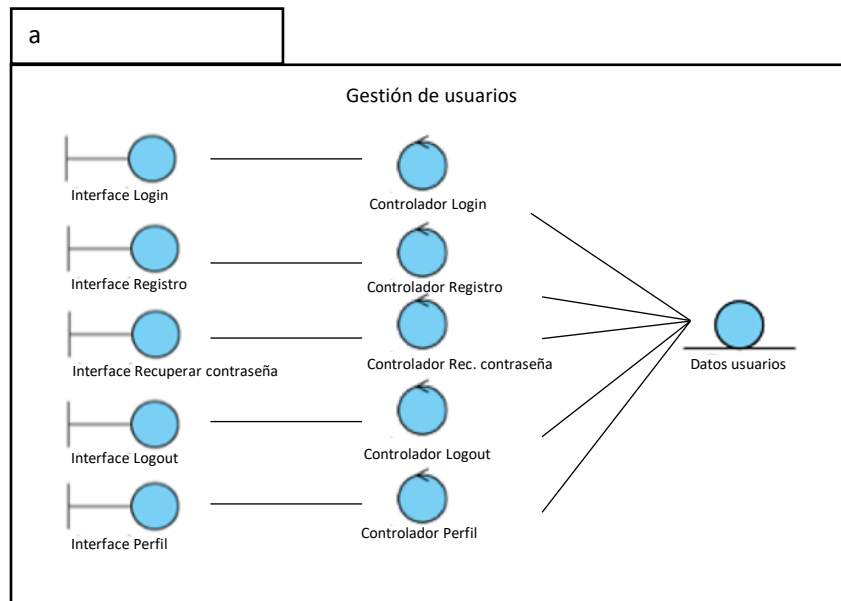 a
Gestión de usuarios
Interface Login
Controlador Login
Interface Registro
Controlador Registro
Interface Recuperar contraseña
Controlador Rec. contraseña
Datos usuarios
Interface Logout
Controlador Logout
Interface Perfil
Controlador Perfil